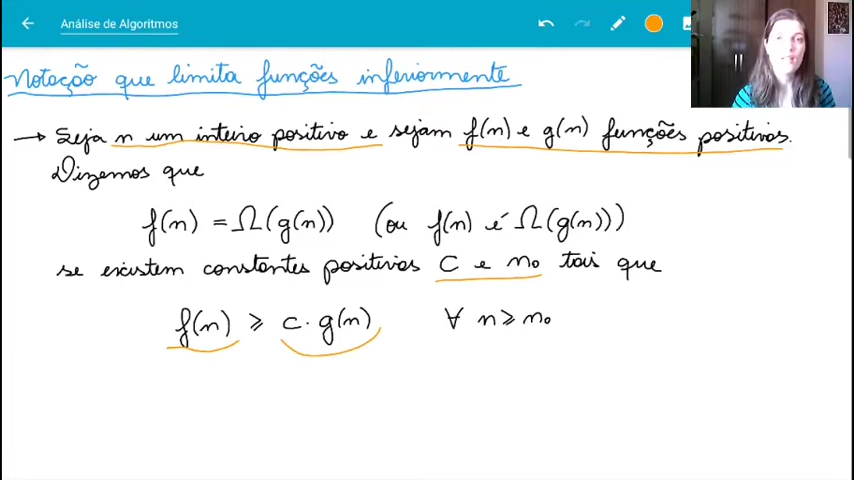 Análise de Algoritmos
Notação que limita funções inferiormente
→ Seja n um inteiro positivo e sejam f(n) e g(n) funções positivas.
Dizemos que
f(n) = Ω(g(n)) (ou f(n) é Ω(g(n)))
se existem constantes positivas C e n₀ tais que
f(n) ⩾ c · g(n) ∀ n ⩾ n₀